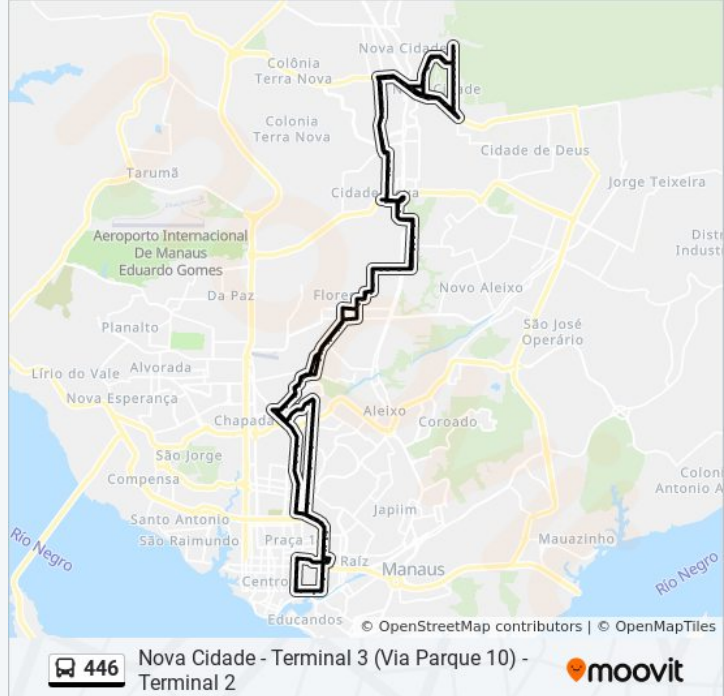 Nova Cidade
Colônia
Terra Nova
Colonia
Terra Nova
Cidade de Deus
Tarumã
Jorge Teixeira
Aeroporto Internacional
De Manaus
Eduardo Gomes
Da Paz
Novo Aleixo
Planalto
São José
Operário
Alvorada
Lírio do Vale
Nova Esperança
Chapada
Aleixo
Coroado
São Jorge
Compensa
Santo Antonio
São Raimundo
Japiim
Mauazinho
Rio Negro
Praça 1
Raíz
Manaus
Rio Negro
Centro
Educandos
© OpenStreetMap contributors | © OpenMapTiles
446
Nova Cidade - Terminal 3 (Via Parque 10) -
Terminal 2
moovit